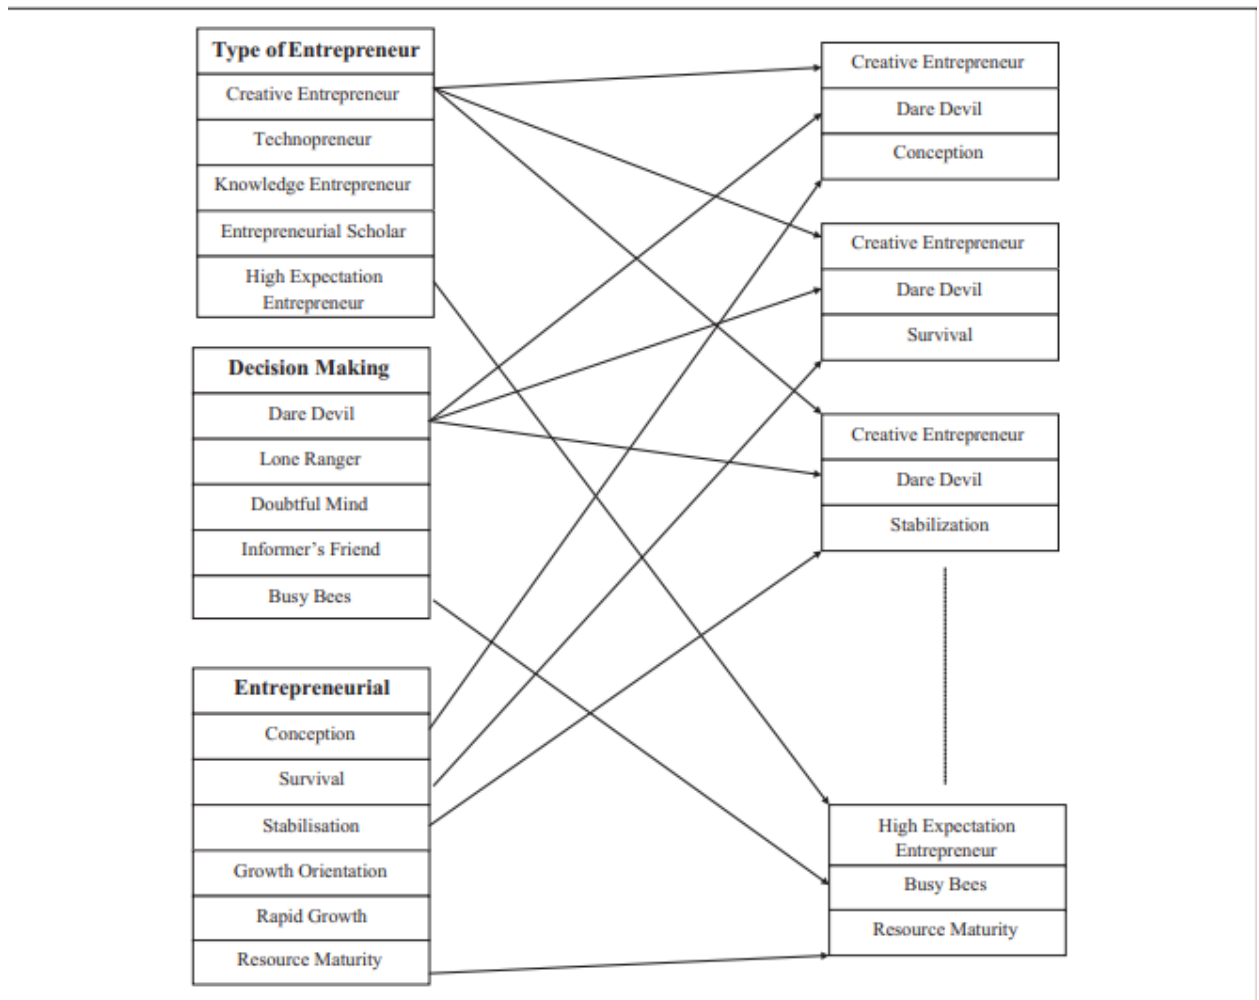 Type of Entrepreneur
Creative Entrepreneur
Technopreneur
Knowledge Entrepreneur
Entrepreneurial Scholar
High Expectation
Entrepreneur
Decision Making
Dare Devil
Lone Ranger
Doubtful Mind
Informer's Friend
Busy Bees
Entrepreneurial
Conception
Survival
Stabilisation
Growth Orientation
Rapid Growth
Resource Maturity
Creative Entrepreneur
Dare Devil
Conception
Creative Entrepreneur
Dare Devil
Survival
Creative Entrepreneur
Dare Devil
Stabilization
High Expectation
Entrepreneur
Busy Bees
Resource Maturity